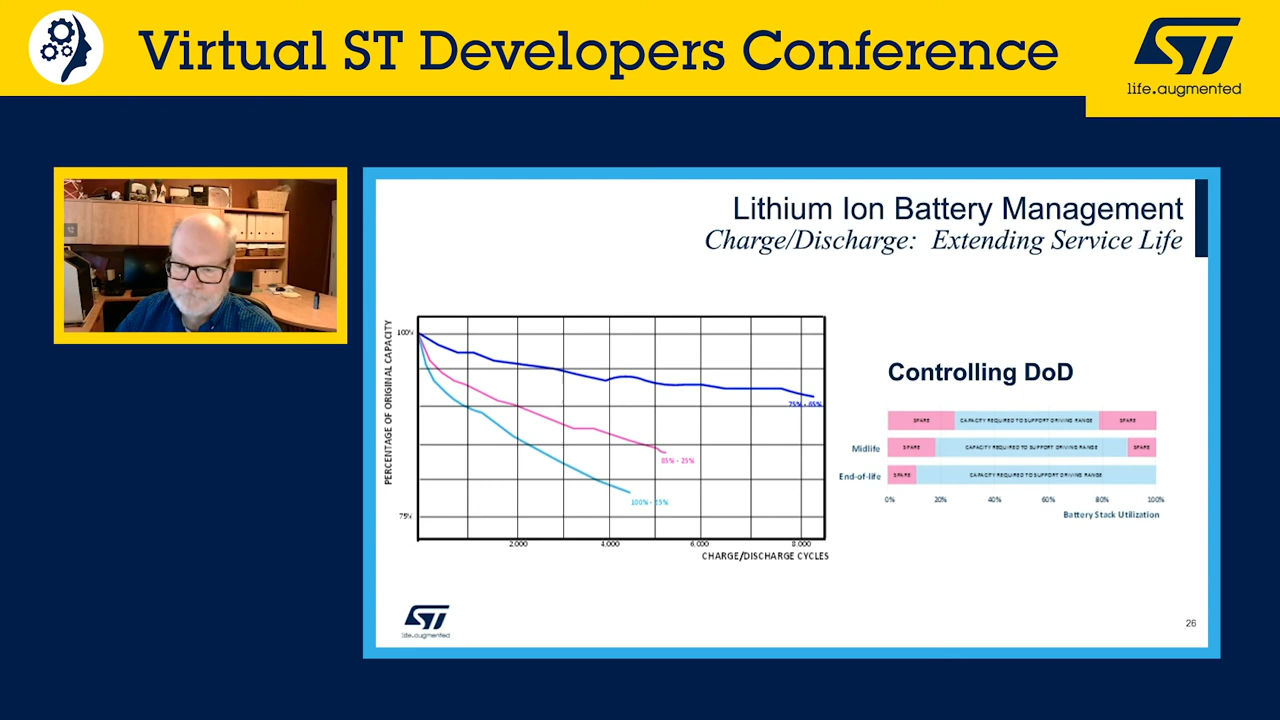 Virtual ST Developers Conference
ST
life.augmented
Lithium Ion Battery Management
Charge/Discharge: Extending Service Life
PERCENTAGE OF ORIGINAL CAPACITY
100%
75%
75% - 65%
85% - 25%
100% - 25%
2,000
4,000
6,000
8,000
CHARGE/DISCHARGE CYCLES
Controlling DoD
SPARE
CAPACITY REQUIRED TO SUPPORT DRIVING RANGE
SPARE
Midlife
SPARE
CAPACITY REQUIRED TO SUPPORT DRIVING RANGE
SPARE
End-of-life
SPARE
CAPACITY REQUIRED TO SUPPORT DRIVING RANGE
0%
20%
40%
60%
80%
100%
Battery Stack Utilization
ST
life.augmented
26